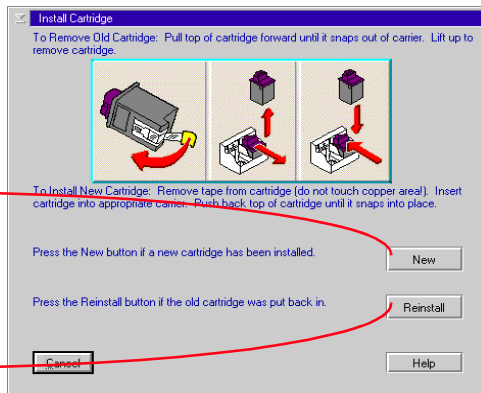 Install Cartridge
To Remove Old Cartridge: Pull top of cartridge forward until it snaps out of carrier. Lift up to
remove cartridge.
To Install New Cartridge: Remove tape from cartridge (do not touch copper area!). Insert
cartridge into appropriate carrier. Push back top of cartridge until it snaps into place.
Press the New button if a new cartridge has been installed.
New
Press the Reinstall button if the old cartridge was put back in.
Reinstall
Cancel
Help